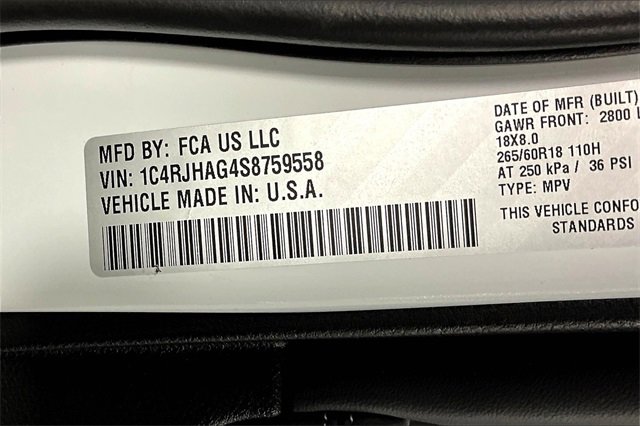 MFD BY: FCA US LLC
VIN: 1C4RJHAG4S8759558
VEHICLE MADE IN: U.S.A.
DATE OF MFR (BUILT)
GAWR FRONT: 2800
18X8.0
265/60R18 110H
AT 250 kPa / 36 PSI
TYPE: MPV
THIS VEHICLE CONFO
STANDARDS